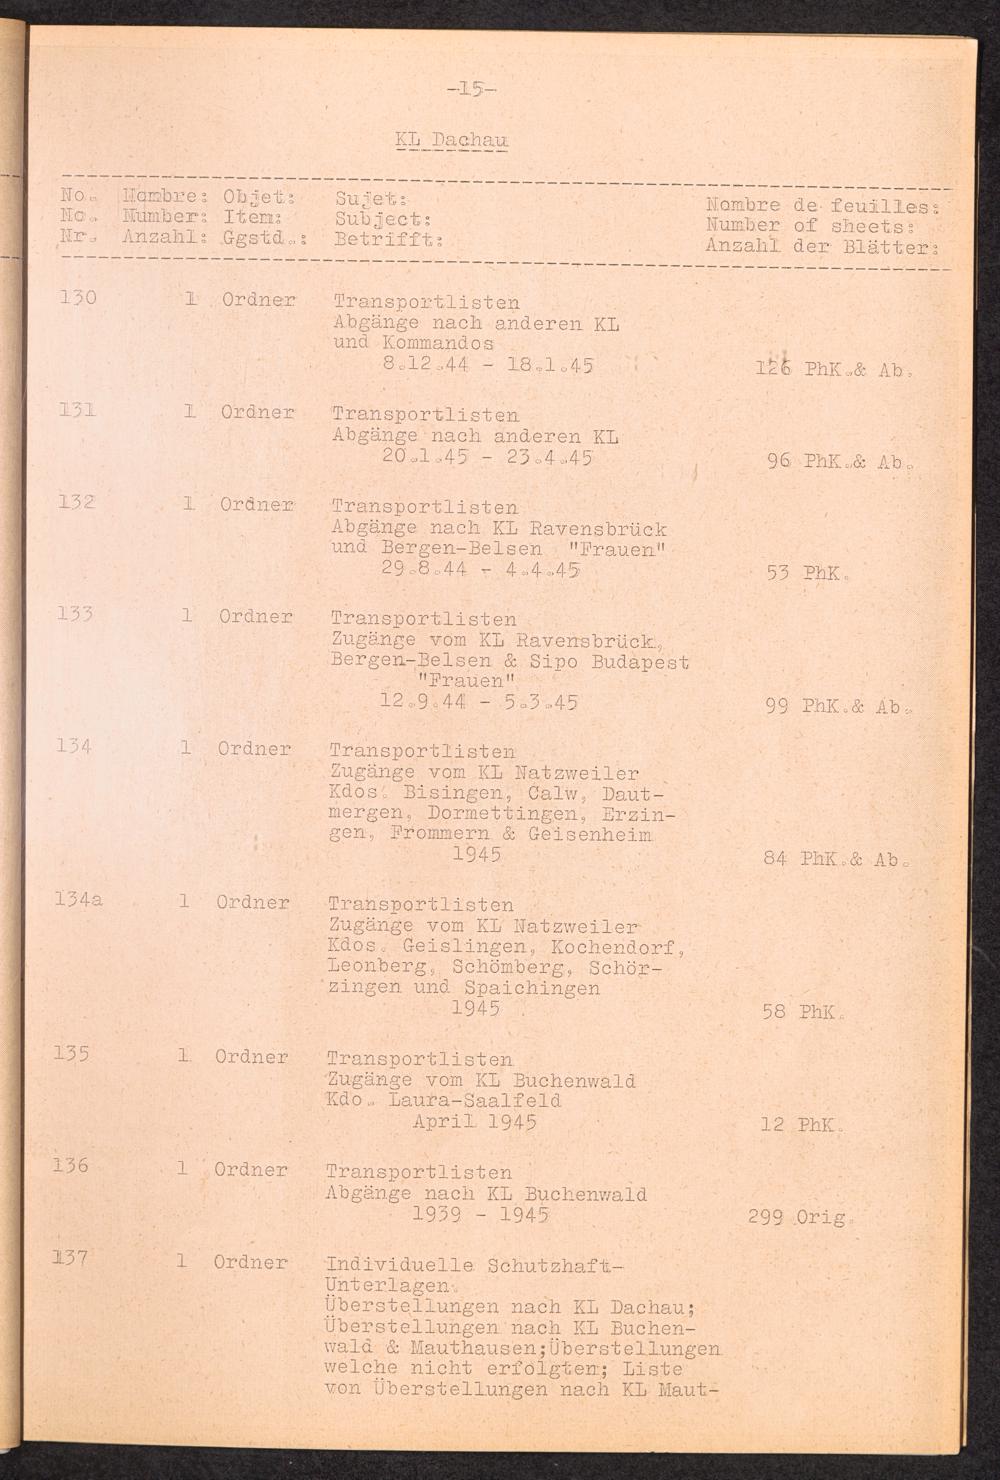 -15-
KL Dachau
No. Nombre: Objet: Sujet: Nombre de feuilles:
No. Number: Item: Subject: Number of sheets:
Nr. Anzahl: Ggstd.: Betrifft: Anzahl der Blätter:
130 1 Ordner Transportlisten
Abgänge nach anderen KL
und Kommandos
8.12.44 - 18.1.45 126 PhK.& Ab.
131 1 Ordner Transportlisten
Abgänge nach anderen KL
20.1.45 - 23.4.45 96 PhK.& Ab.
132 1 Ordner Transportlisten
Abgänge nach KL Ravensbrück
und Bergen-Belsen "Frauen"
29.8.44 - 4.4.45 53 PhK.
133 1 Ordner Transportlisten
Zugänge vom KL Ravensbrück,
Bergen-Belsen & Sipo Budapest
"Frauen"
12.9.44 - 5.3.45 99 PhK.& Ab.
134 1 Ordner Transportlisten
Zugänge vom KL Natzweiler
Kdos. Bisingen, Calw, Daut-
mergen, Dormettingen, Erzin-
gen, Frommern & Geisenheim
1945 84 PhK.& Ab.
134a 1 Ordner Transportlisten
Zugänge vom KL Natzweiler
Kdos. Geislingen, Kochendorf,
Leonberg, Schömberg, Schör-
zingen und Spaichingen
1945 58 PhK.
135 1 Ordner Transportlisten
Zugänge vom KL Buchenwald
Kdo. Laura-Saalfeld
April 1945 12 PhK.
136 1 Ordner Transportlisten
Abgänge nach KL Buchenwald
1939 - 1945 299 Orig.
137 1 Ordner Individuelle Schutzhaft-
Unterlagen.
Überstellungen nach KL Dachau;
Überstellungen nach KL Buchen-
wald & Mauthausen;Überstellungen
welche nicht erfolgten; Liste
von Überstellungen nach KL Maut-